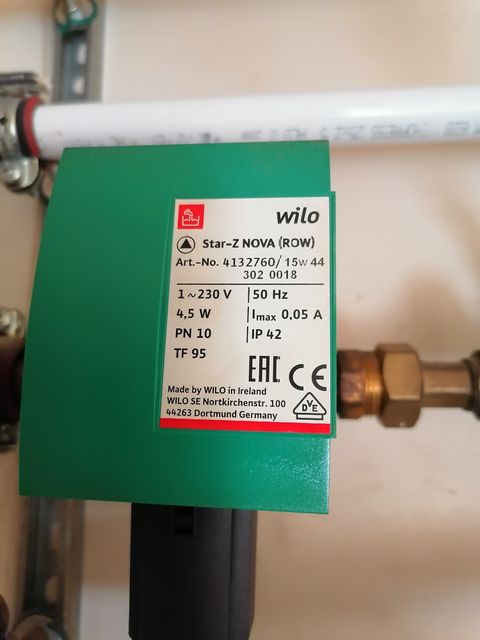 wilo
Star-Z NOVA (ROW)
Art.-No. 4132760/ 15w 44
302 0018
1 ~ 230 V 50 Hz
4,5 W Imax 0,05 A
PN 10 IP 42
TF 95
EAC CE
Made by WILO in Ireland
WILO SE Nortkirchenstr. 100
44263 Dortmund Germany
DVE